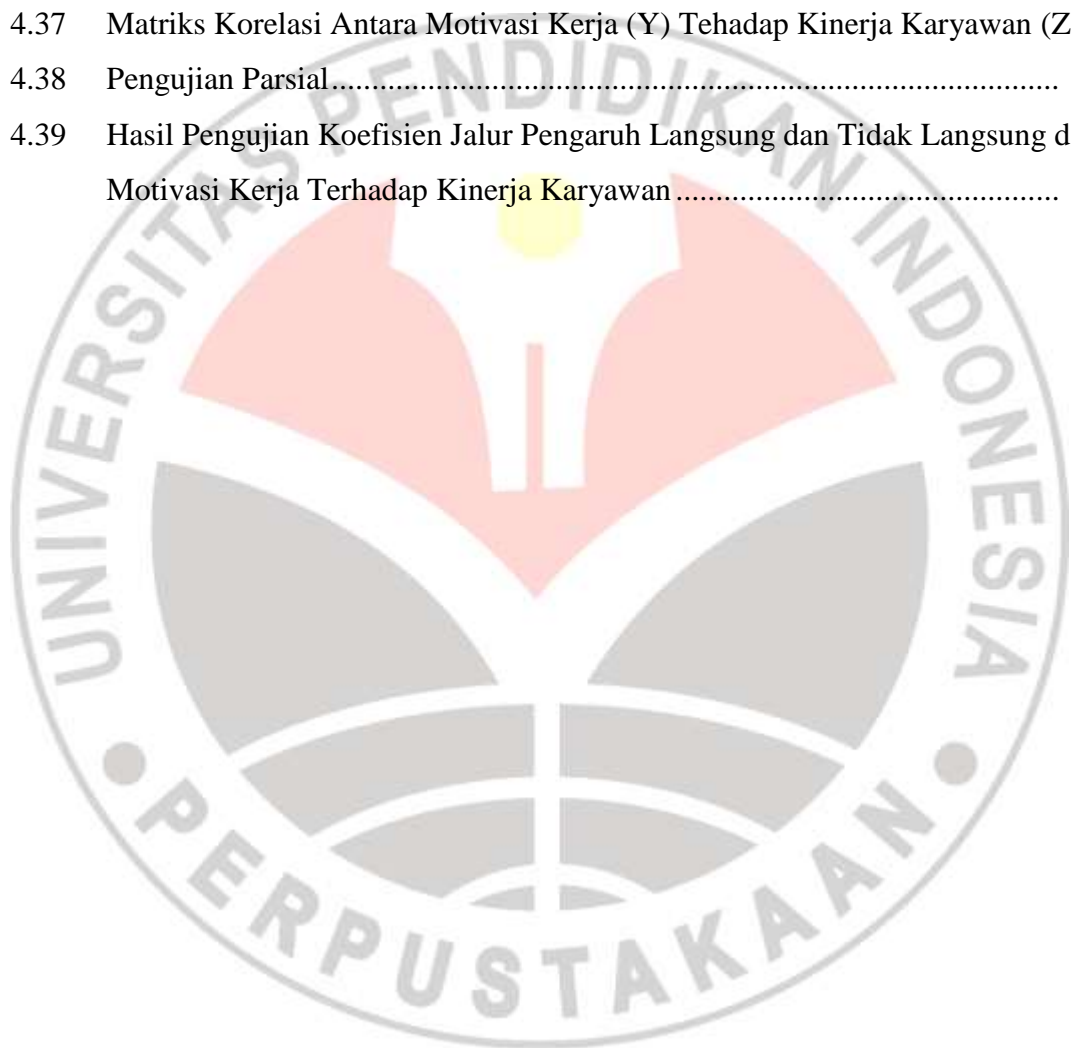 4.37 Matriks Korelasi Antara Motivasi Kerja (Y) Tehadap Kinerja Karyawan (Z
4.38 Pengujian Parsial..........................................................................................
4.39 Hasil Pengujian Koefisien Jalur Pengaruh Langsung dan Tidak Langsung d
Motivasi Kerja Terhadap Kinerja Karyawan ...............................................
UNIVERSITAS PENDIDIKAN INDONESIA
PERPUSTAKAAN